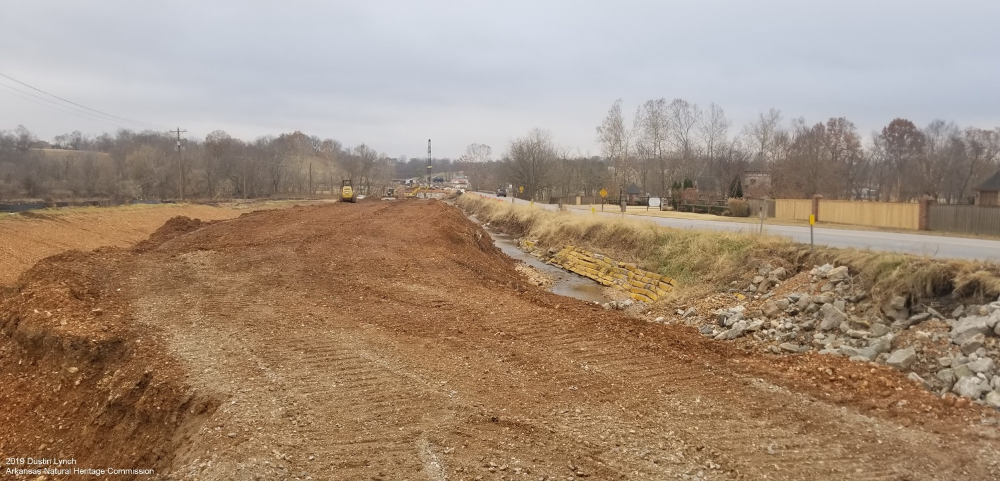 2019 Dustin Lynch
Arkansas Natural Heritage Commission